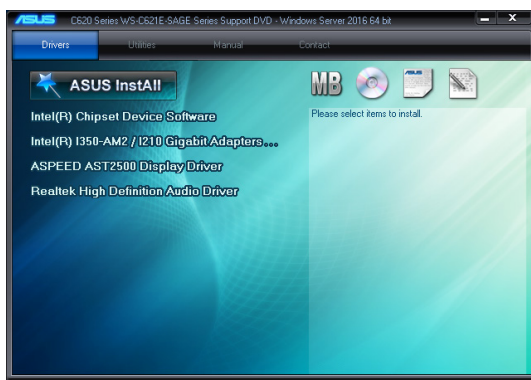 ASUS C620 Series WS-C621E-SAGE Series Support DVD - Windows Server 2016 64 bit
Drivers Utilities Manual Contact
ASUS InstAll
MB
Please select items to install.
Intel(R) Chipset Device Software
Intel(R) I350-AM2 / I210 Gigabit Adapters...
ASPEED AST2500 Display Driver
Realtek High Definition Audio Driver